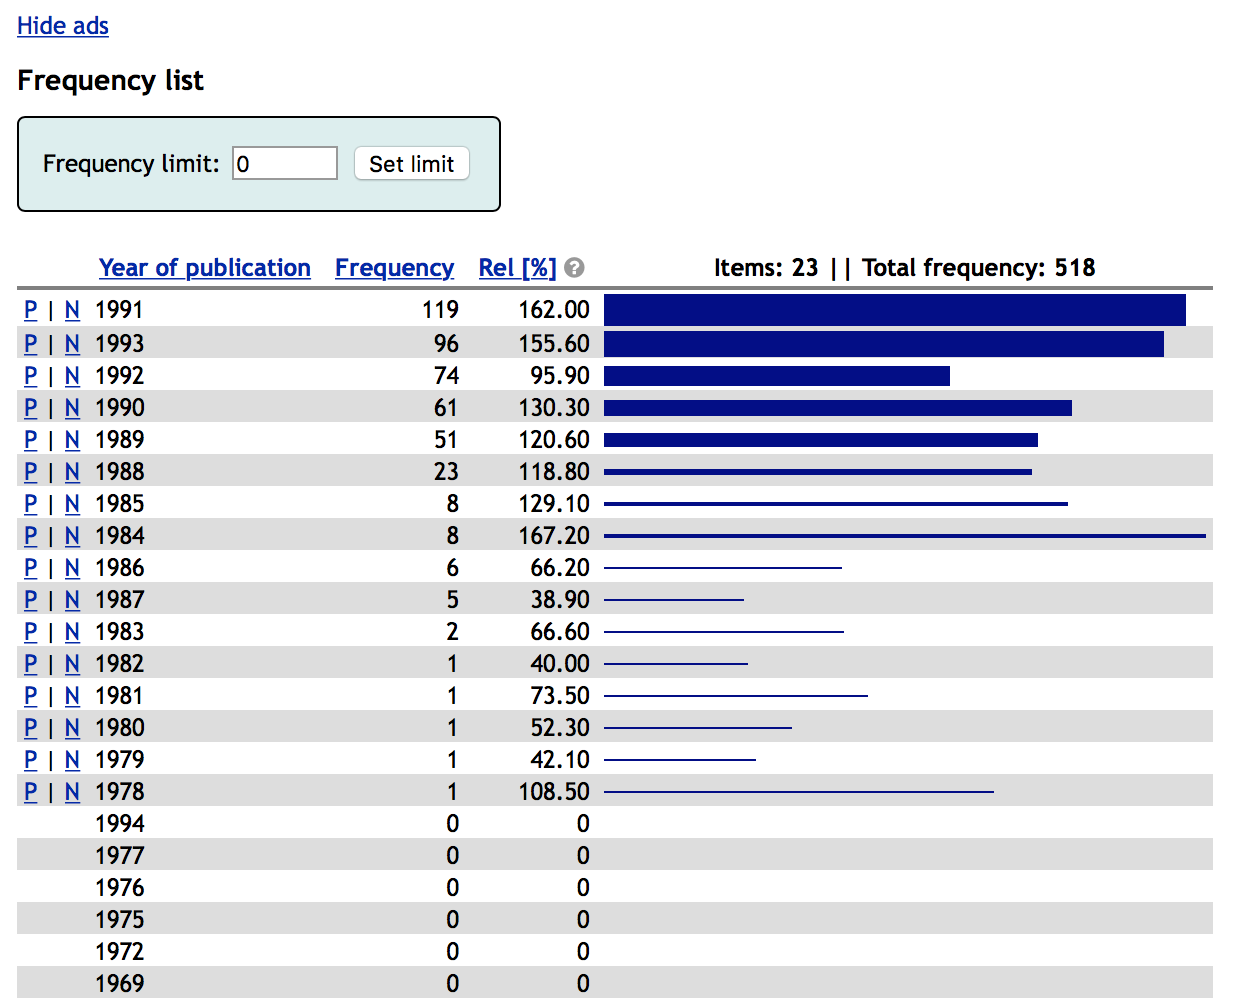 Hide ads
Frequency list
Frequency limit: 0 Set limit
Year of publication Frequency Rel [%] ? Items: 23 || Total frequency: 518
P | N 1991 119 162.00
P | N 1993 96 155.60
P | N 1992 74 95.90
P | N 1990 61 130.30
P | N 1989 51 120.60
P | N 1988 23 118.80
P | N 1985 8 129.10
P | N 1984 8 167.20
P | N 1986 6 66.20
P | N 1987 5 38.90
P | N 1983 2 66.60
P | N 1982 1 40.00
P | N 1981 1 73.50
P | N 1980 1 52.30
P | N 1979 1 42.10
P | N 1978 1 108.50
1994 0 0
1977 0 0
1976 0 0
1975 0 0
1972 0 0
1969 0 0